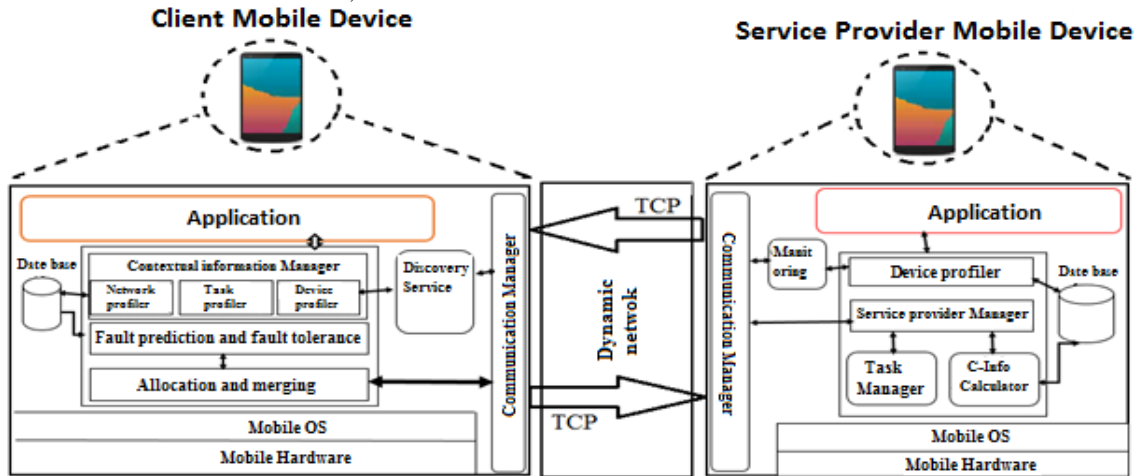 Client Mobile Device
Service Provider Mobile Device
Application
Date base
Contextual information Manager
Network
profiler
Task
profiler
Device
profiler
Fault prediction and fault tolerance
Allocation and merging
Discovery
Service
Communication Manager
Mobile OS
Mobile Hardware
TCP
Dynamic
netwok
TCP
Communication Manager
Application
Manit
oring
Device profiler
Date base
Service provider Manager
Task
Manager
C-Info
Calculator
Mobile OS
Mobile Hardware